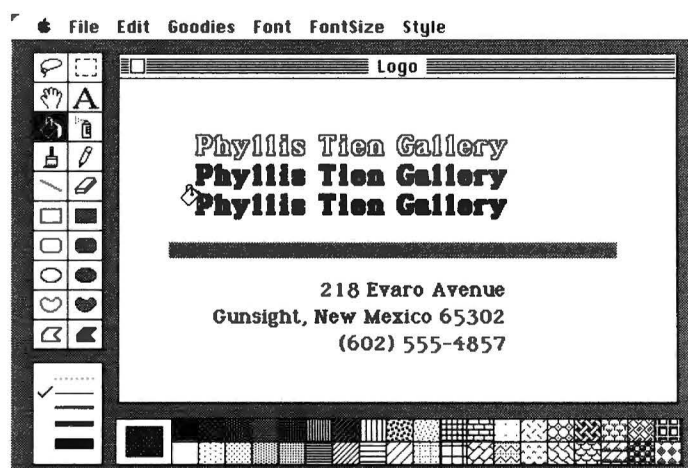 File Edit Goodies Font FontSize Style
Logo
A
Phyllis Tien Gallery
Phyllis Tien Gallery
Phyllis Tien Gallery
218 Evaro Avenue
Gunsight, New Mexico 65302
(602) 555-4857